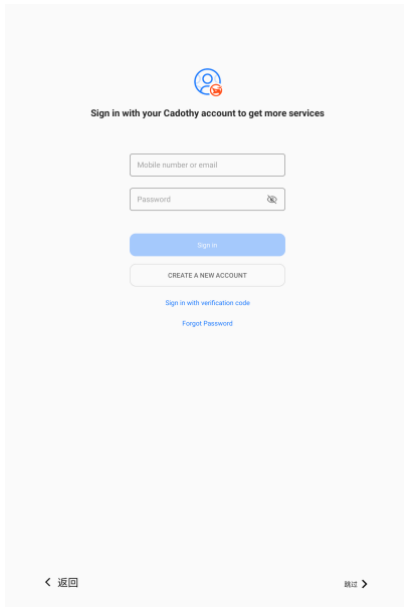 Sign in with your Cadothy account to get more services
Mobile number or email
Password
Sign in
CREATE A NEW ACCOUNT
Sign in with verification code
Forgot Password
返回
跳过